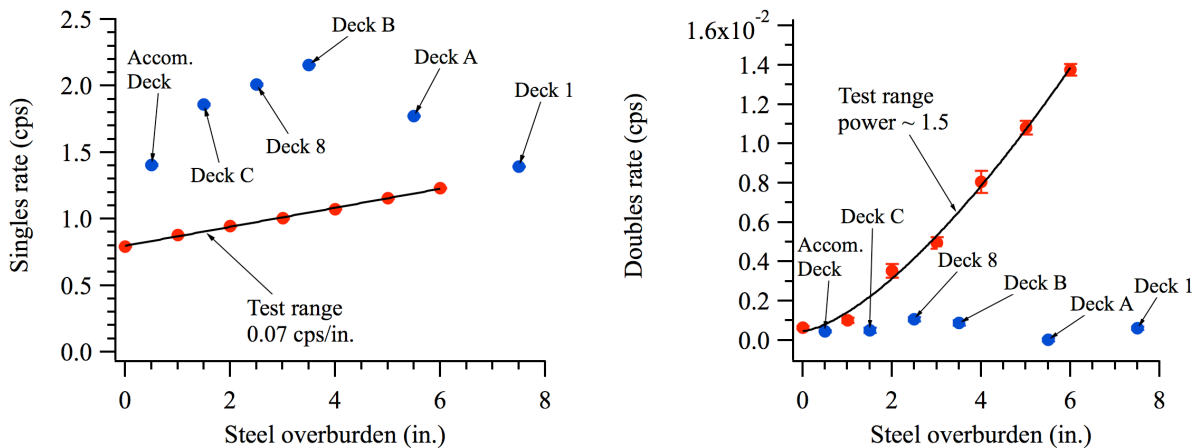 2.5
2.0
1.5
1.0
0.5
0.0
Singles rate (cps)
Accom.
Deck
Deck B
Deck A
Deck 1
Deck 8
Deck C
Test range
0.07 cps/in.
0 2 4 6 8
Steel overburden (in.)
1.6x10-2
1.4
1.2
1.0
0.8
0.6
0.4
0.2
0.0
Doubles rate (cps)
Test range
power ~ 1.5
Deck C
Accom.
Deck
Deck 8
Deck B
Deck A
Deck 1
0 2 4 6 8
Steel overburden (in.)